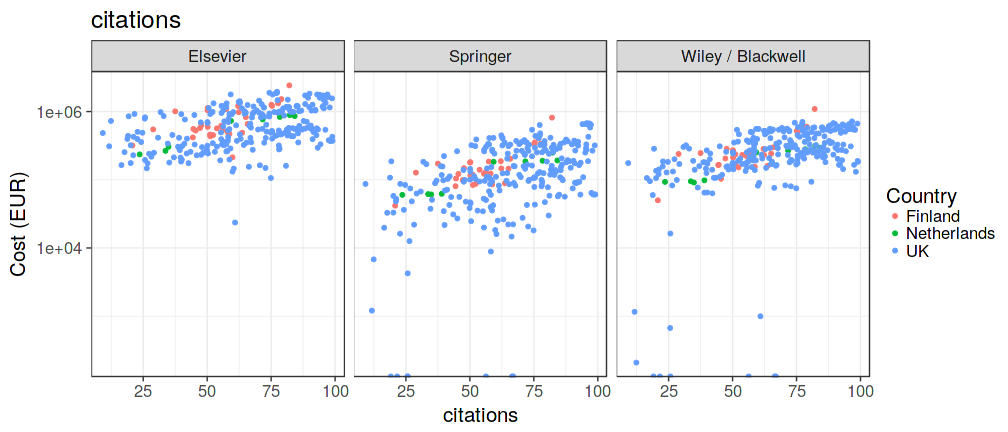 citations
Elsevier
Springer
Wiley / Blackwell
Cost (EUR)
1e+06
1e+04
25 50 75 100
25 50 75 100
25 50 75 100
citations
Country
Finland
Netherlands
UK